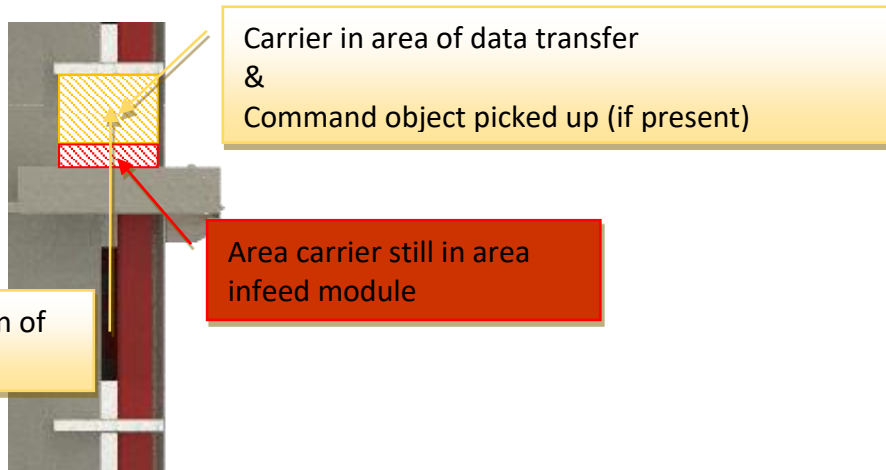 Carrier in area of data transfer
&
Command object picked up (if present)
Area carrier still in area
infeed module
of